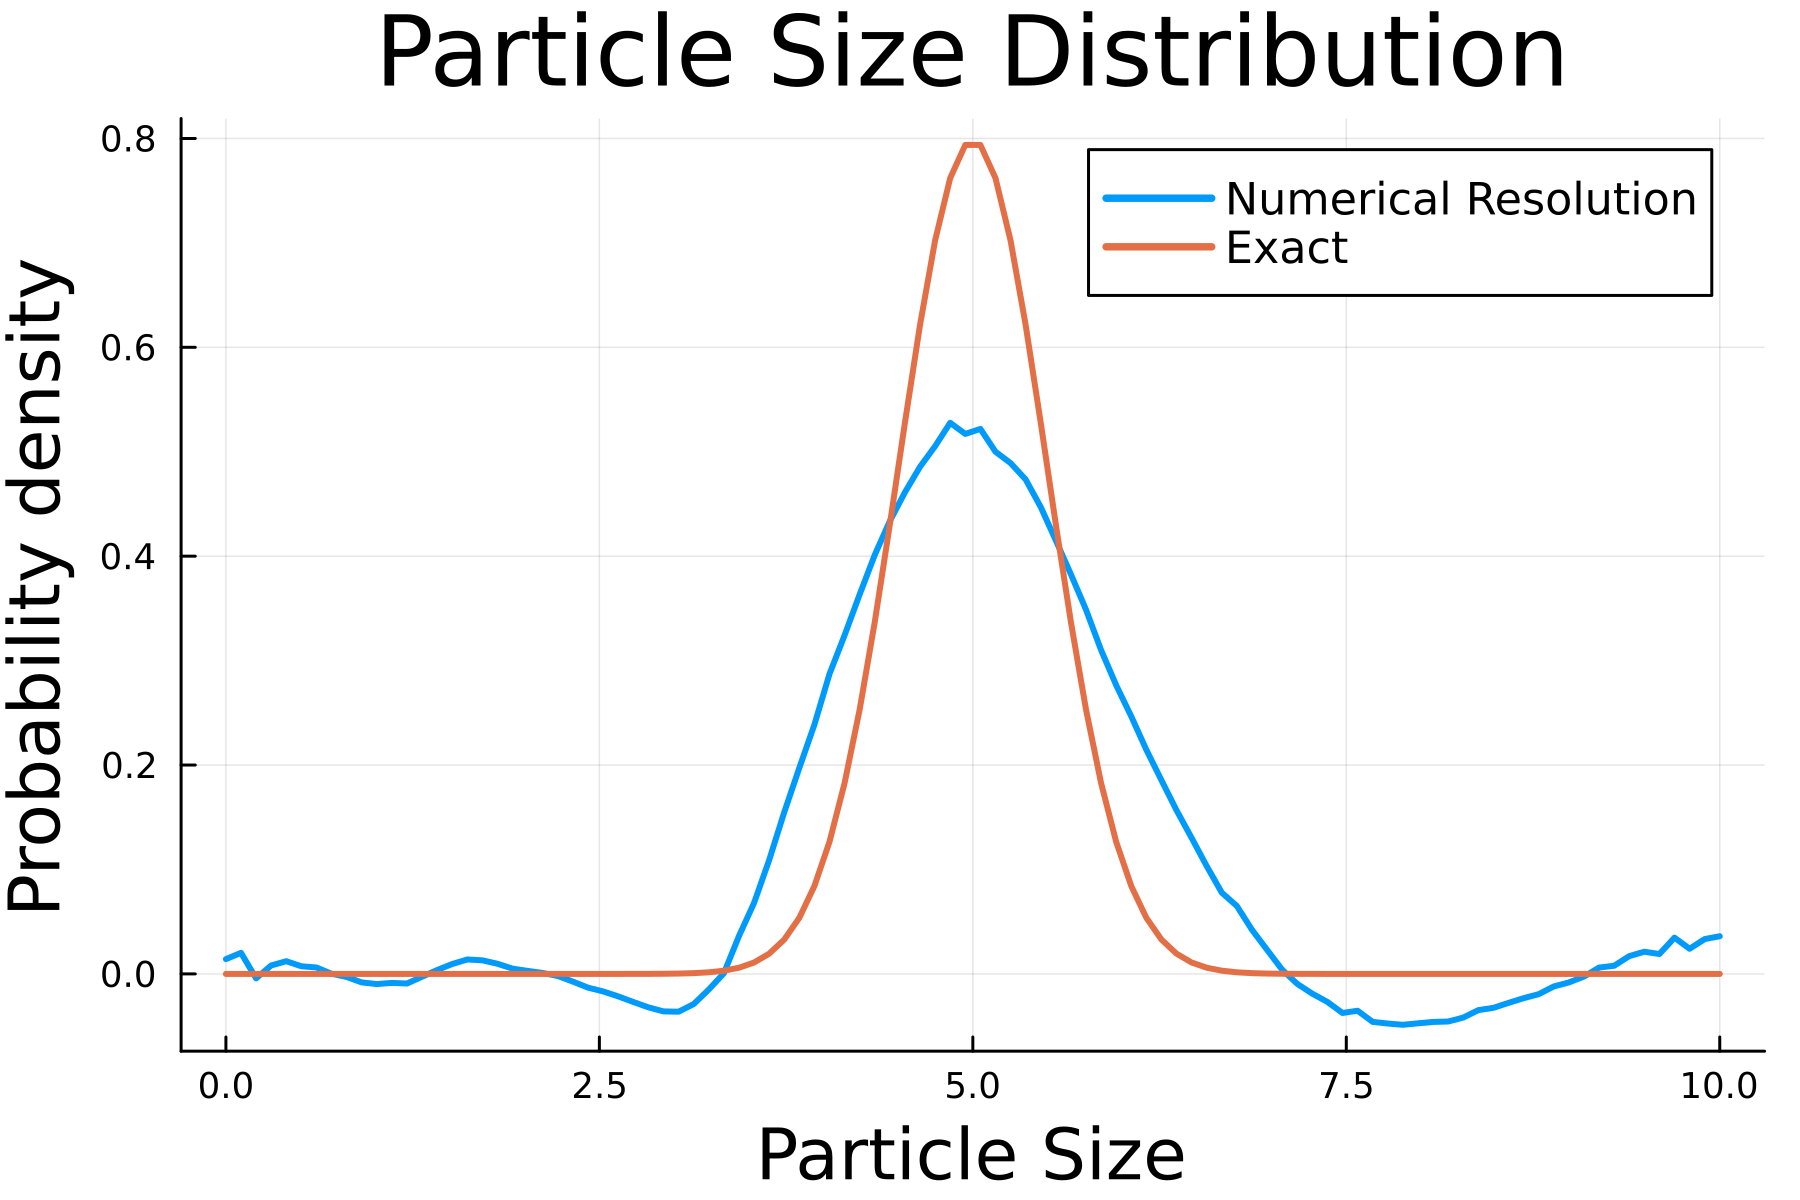 Particle Size Distribution
Probability density
0.8
0.6
0.4
0.2
0.0
Numerical Resolution
Exact
0.0 2.5 5.0 7.5 10.0
Particle Size